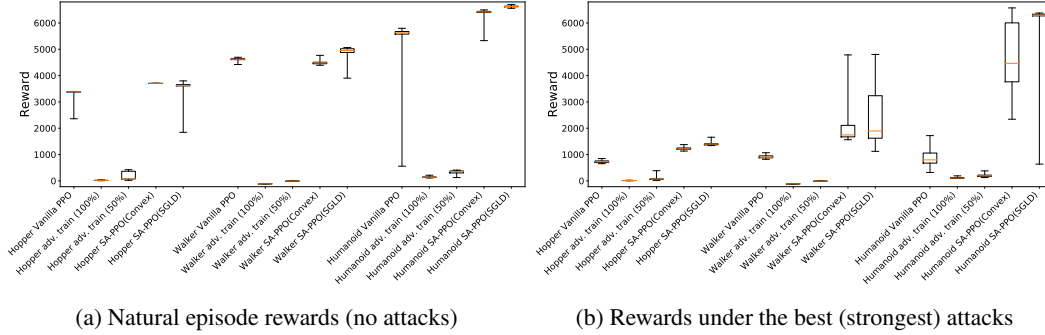 6000
5000
4000
3000
2000
1000
0
Reward
Hopper Vanilla PPO
Hopper adv. train (100%)
Hopper adv. train (50%)
Hopper SA-PPO(Convex)
Hopper SA-PPO(SGLD)
Walker Vanilla PPO
Walker adv. train (100%)
Walker adv. train (50%)
Walker SA-PPO(Convex)
Walker SA-PPO(SGLD)
Humanoid Vanilla PPO
Humanoid adv. train (100%)
Humanoid adv. train (50%)
Humanoid SA-PPO(Convex)
Humanoid SA-PPO(SGLD)
(a) Natural episode rewards (no attacks)
6000
5000
4000
3000
2000
1000
0
Reward
Hopper Vanilla PPO
Hopper adv. train (100%)
Hopper adv. train (50%)
Hopper SA-PPO(Convex)
Hopper SA-PPO(SGLD)
Walker Vanilla PPO
Walker adv. train (100%)
Walker adv. train (50%)
Walker SA-PPO(Convex)
Walker SA-PPO(SGLD)
Humanoid Vanilla PPO
Humanoid adv. train (100%)
Humanoid adv. train (50%)
Humanoid SA-PPO(Convex)
Humanoid SA-PPO(SGLD)
(b) Rewards under the best (strongest) attacks